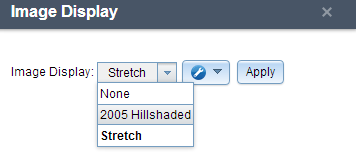 Image Display
Image Display: Stretch Apply
None
2005 Hillshaded
Stretch